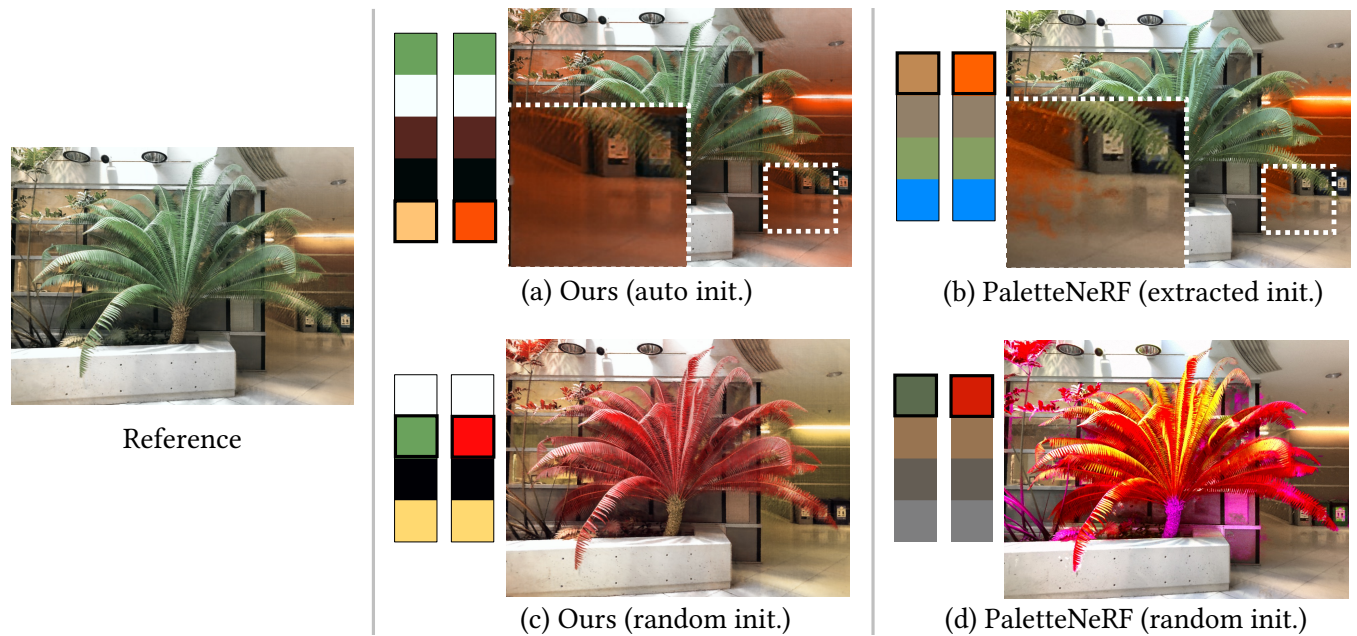 (a) Ours (auto init.)
(b) PaletteNeRF (extracted init.)
Reference
(c) Ours (random init.)
(d) PaletteNeRF (random init.)